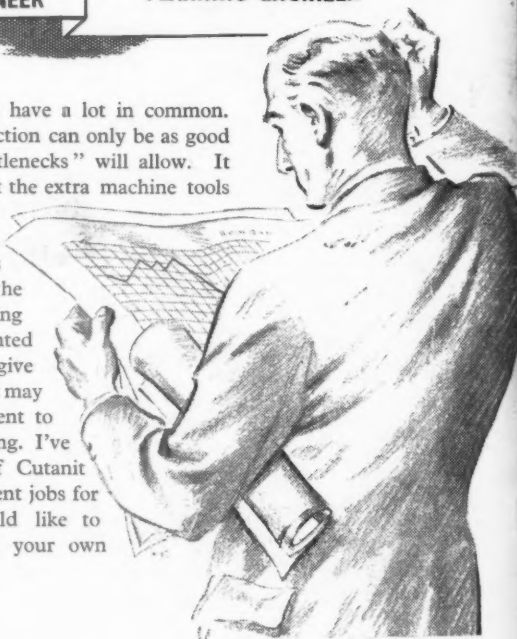 NEER
have a lot in common.
ction can only be as good
tlenecks" will allow. It
t the extra machine tools
he
ng
nted
give
may
ent to
ng. I've
f Cutanit
ent jobs for
ld like to
your own